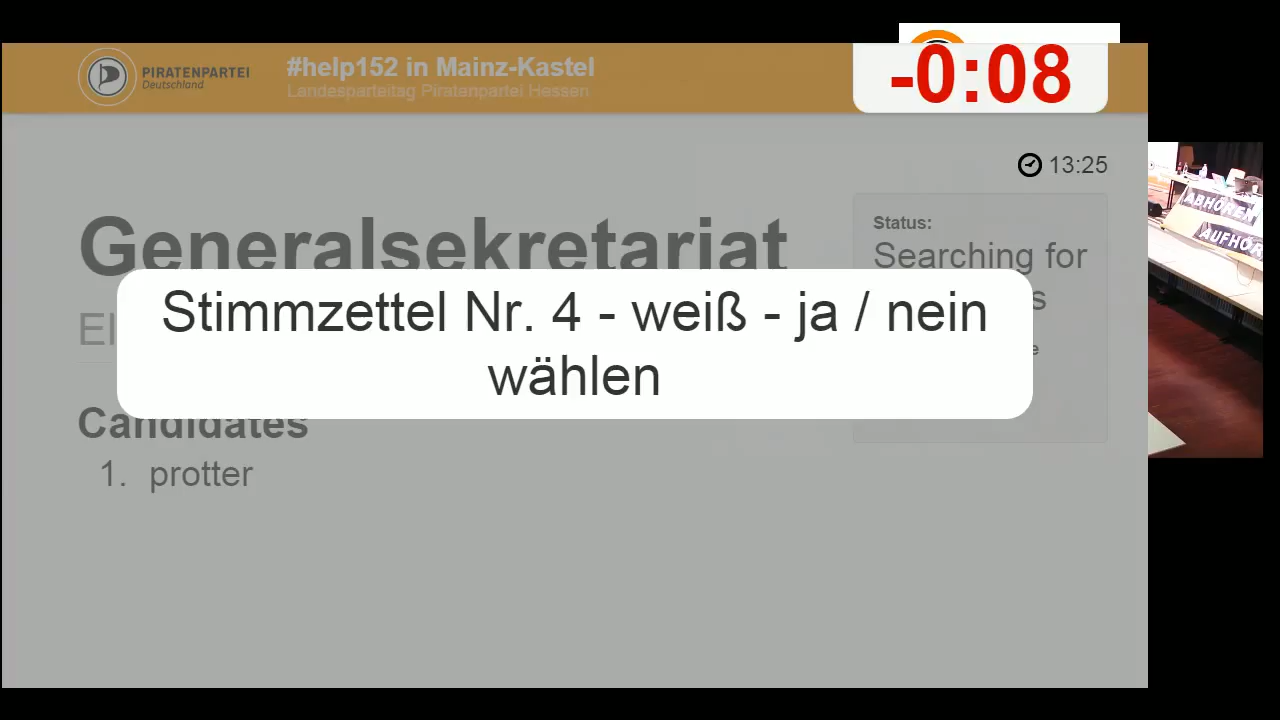 PIRATENPARTEI
Deutschland
#help152 in Mainz-Kastel
Landesparteitag Piratenpartei Hessen
-0:08
13:25
Generalsekretariat
Status:
Searching for
Stimmzettel Nr. 4 - weiß - ja / nein
wählen
Candidates
1. protter
ABHÖREN